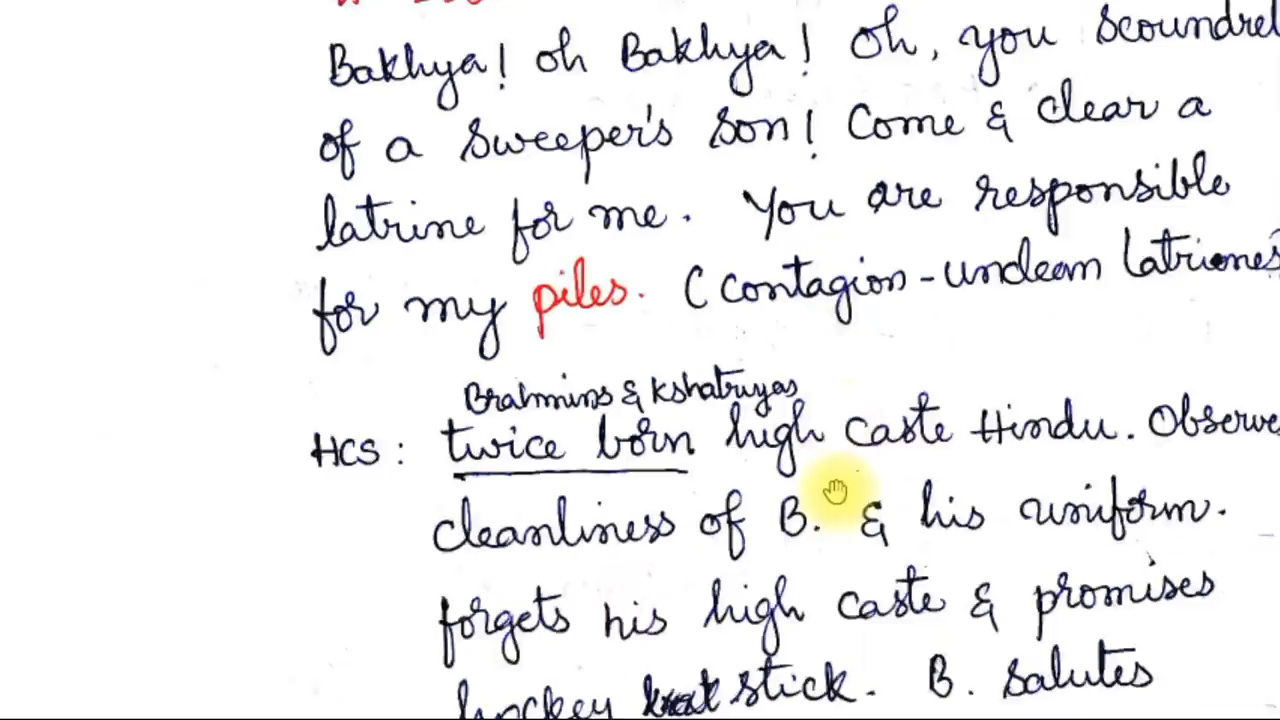 Bakhya! oh Bakhya! Oh, you scoundrel
of a sweeper's son! Come & clear a
latrine for me. You are responsible
for my piles. (contagion - unclean latrines
Brahmins & Kshatriyas
HCS: twice born high caste Hindu. Observe
cleanliness of B. & his uniform.
forgets his high caste & promises
hockey stick. B. salutes